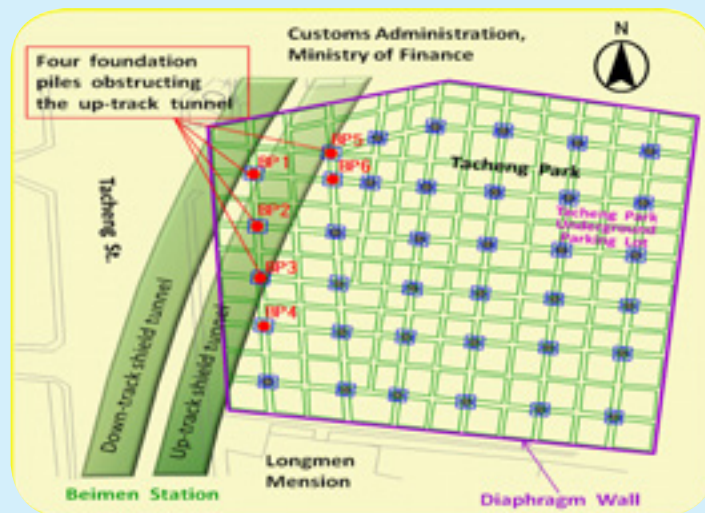 Customs Administration,
Ministry of Finance
N
Four foundation
piles obstructing
the up-track tunnel
BP5
BP1
BP6
Tacheng Park
Tacheng St.
Tacheng Park
Underground
Parking Lot
BP2
BP3
BP4
Down-track shield tunnel
Up-track shield tunnel
Longmen
Mension
Beimen Station
Diaphragm Wall